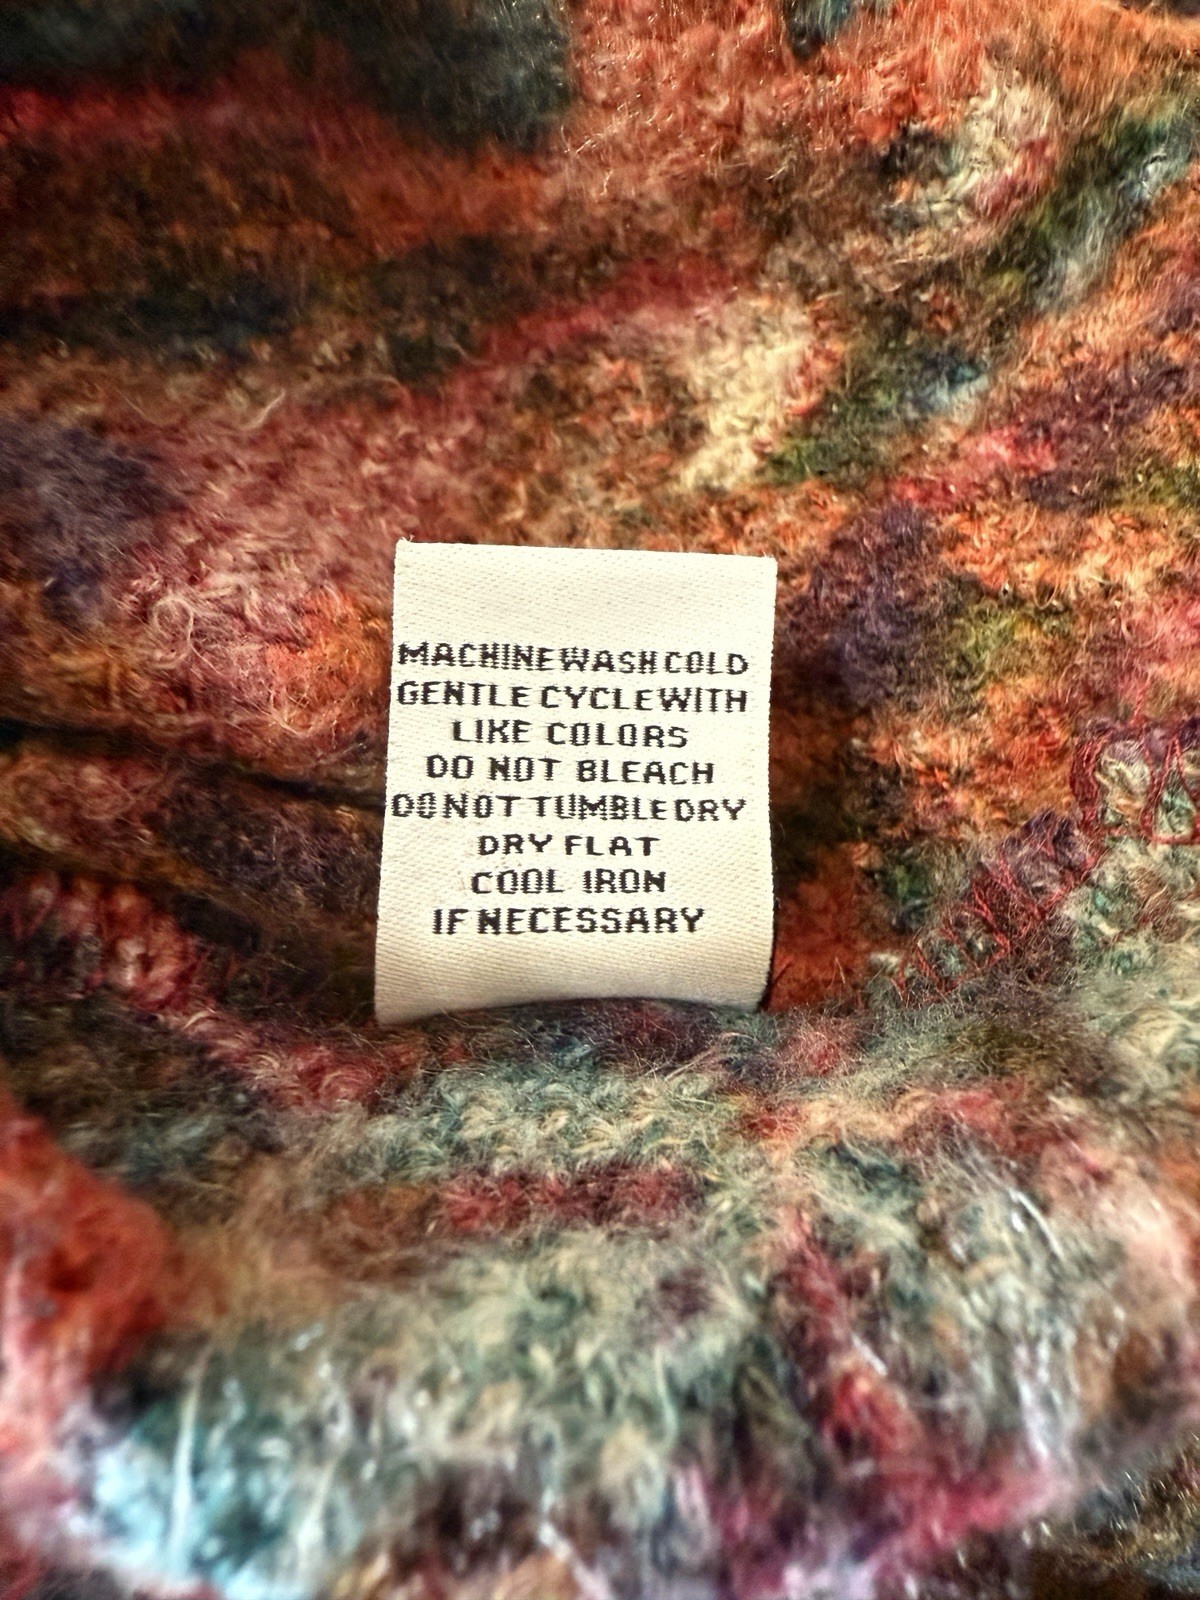 MACHINE WASH COLD
GENTLE CYCLE WITH
LIKE COLORS
DO NOT BLEACH
DO NOT TUMBLE DRY
DRY FLAT
COOL IRON
IF NECESSARY